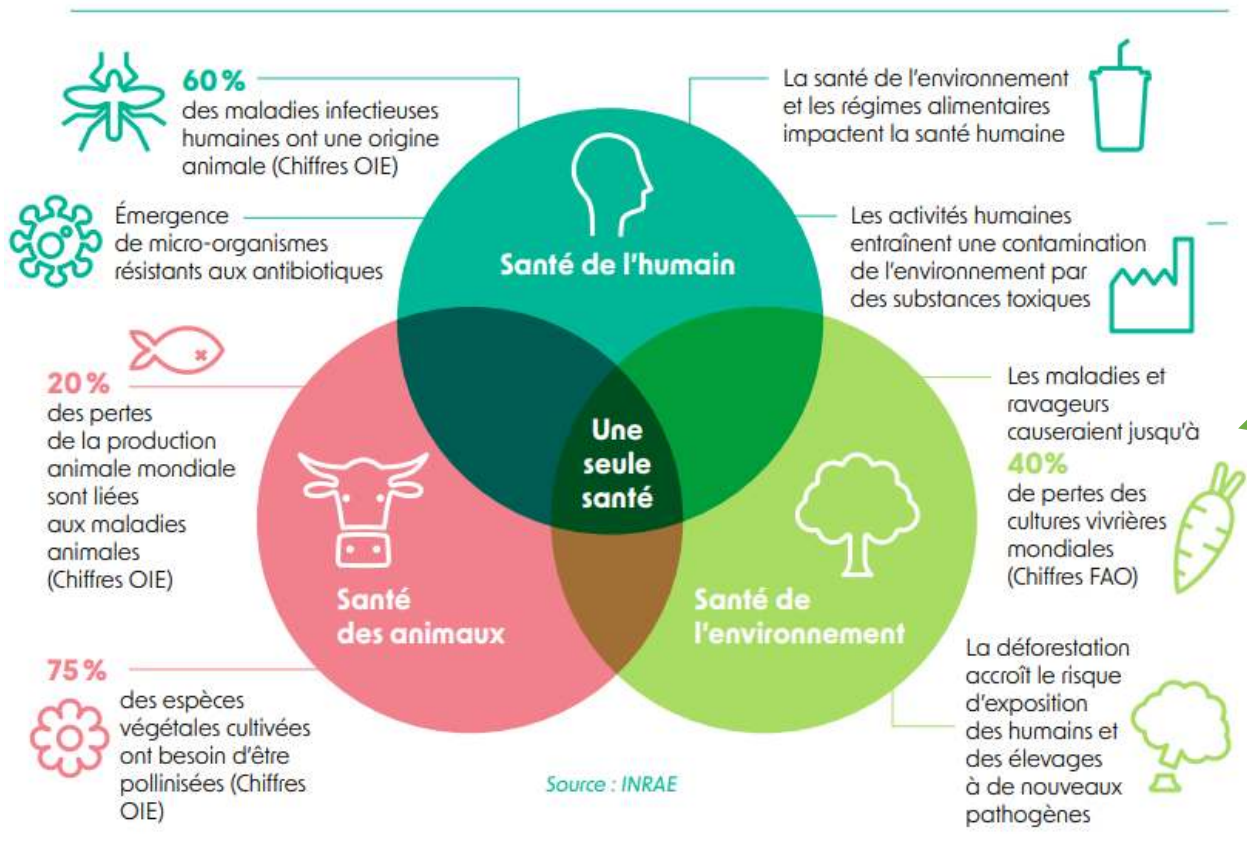 60 %
des maladies infectieuses
humaines ont une origine
animale (Chiffres OIE)
La santé de l'environnement
et les régimes alimentaires
impactent la santé humaine
Émergence
de micro-organismes
résistants aux antibiotiques
Les activités humaines
entraînent une contamination
de l'environnement par
des substances toxiques
Santé de l'humain
20 %
des pertes
de la production
animale mondiale
sont liées
aux maladies
animales
(Chiffres OIE)
Une
seule
santé
Les maladies et
ravageurs
causeraient jusqu'à
40%
de pertes des
cultures vivrières
mondiales
(Chiffres FAO)
Santé
des animaux
Santé de
l'environnement
75 %
des espèces
végétales cultivées
ont besoin d'être
pollinisées (Chiffres
OIE)
La déforestation
accroît le risque
d'exposition
des humains et
des élevages
à de nouveaux
pathogènes
Source : INRAE